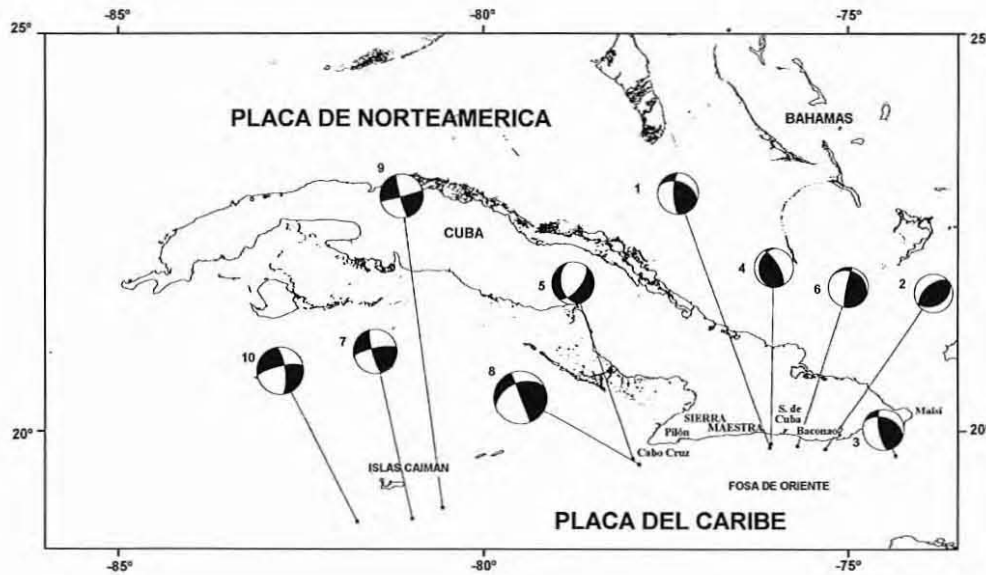 -85° -80° -75°
25° 25°
PLACA DE NORTEAMERICA
BAHAMAS
9
1
CUBA
4
5
6
2
10
7
8
SIERRA
MAESTRA
S. de
Cuba
Baconao
Maisí
Pilón
3
20° 20°
Cabo Cruz
ISLAS CAIMAN
FOSA DE ORIENTE
PLACA DEL CARIBE
-85° -80° -75°